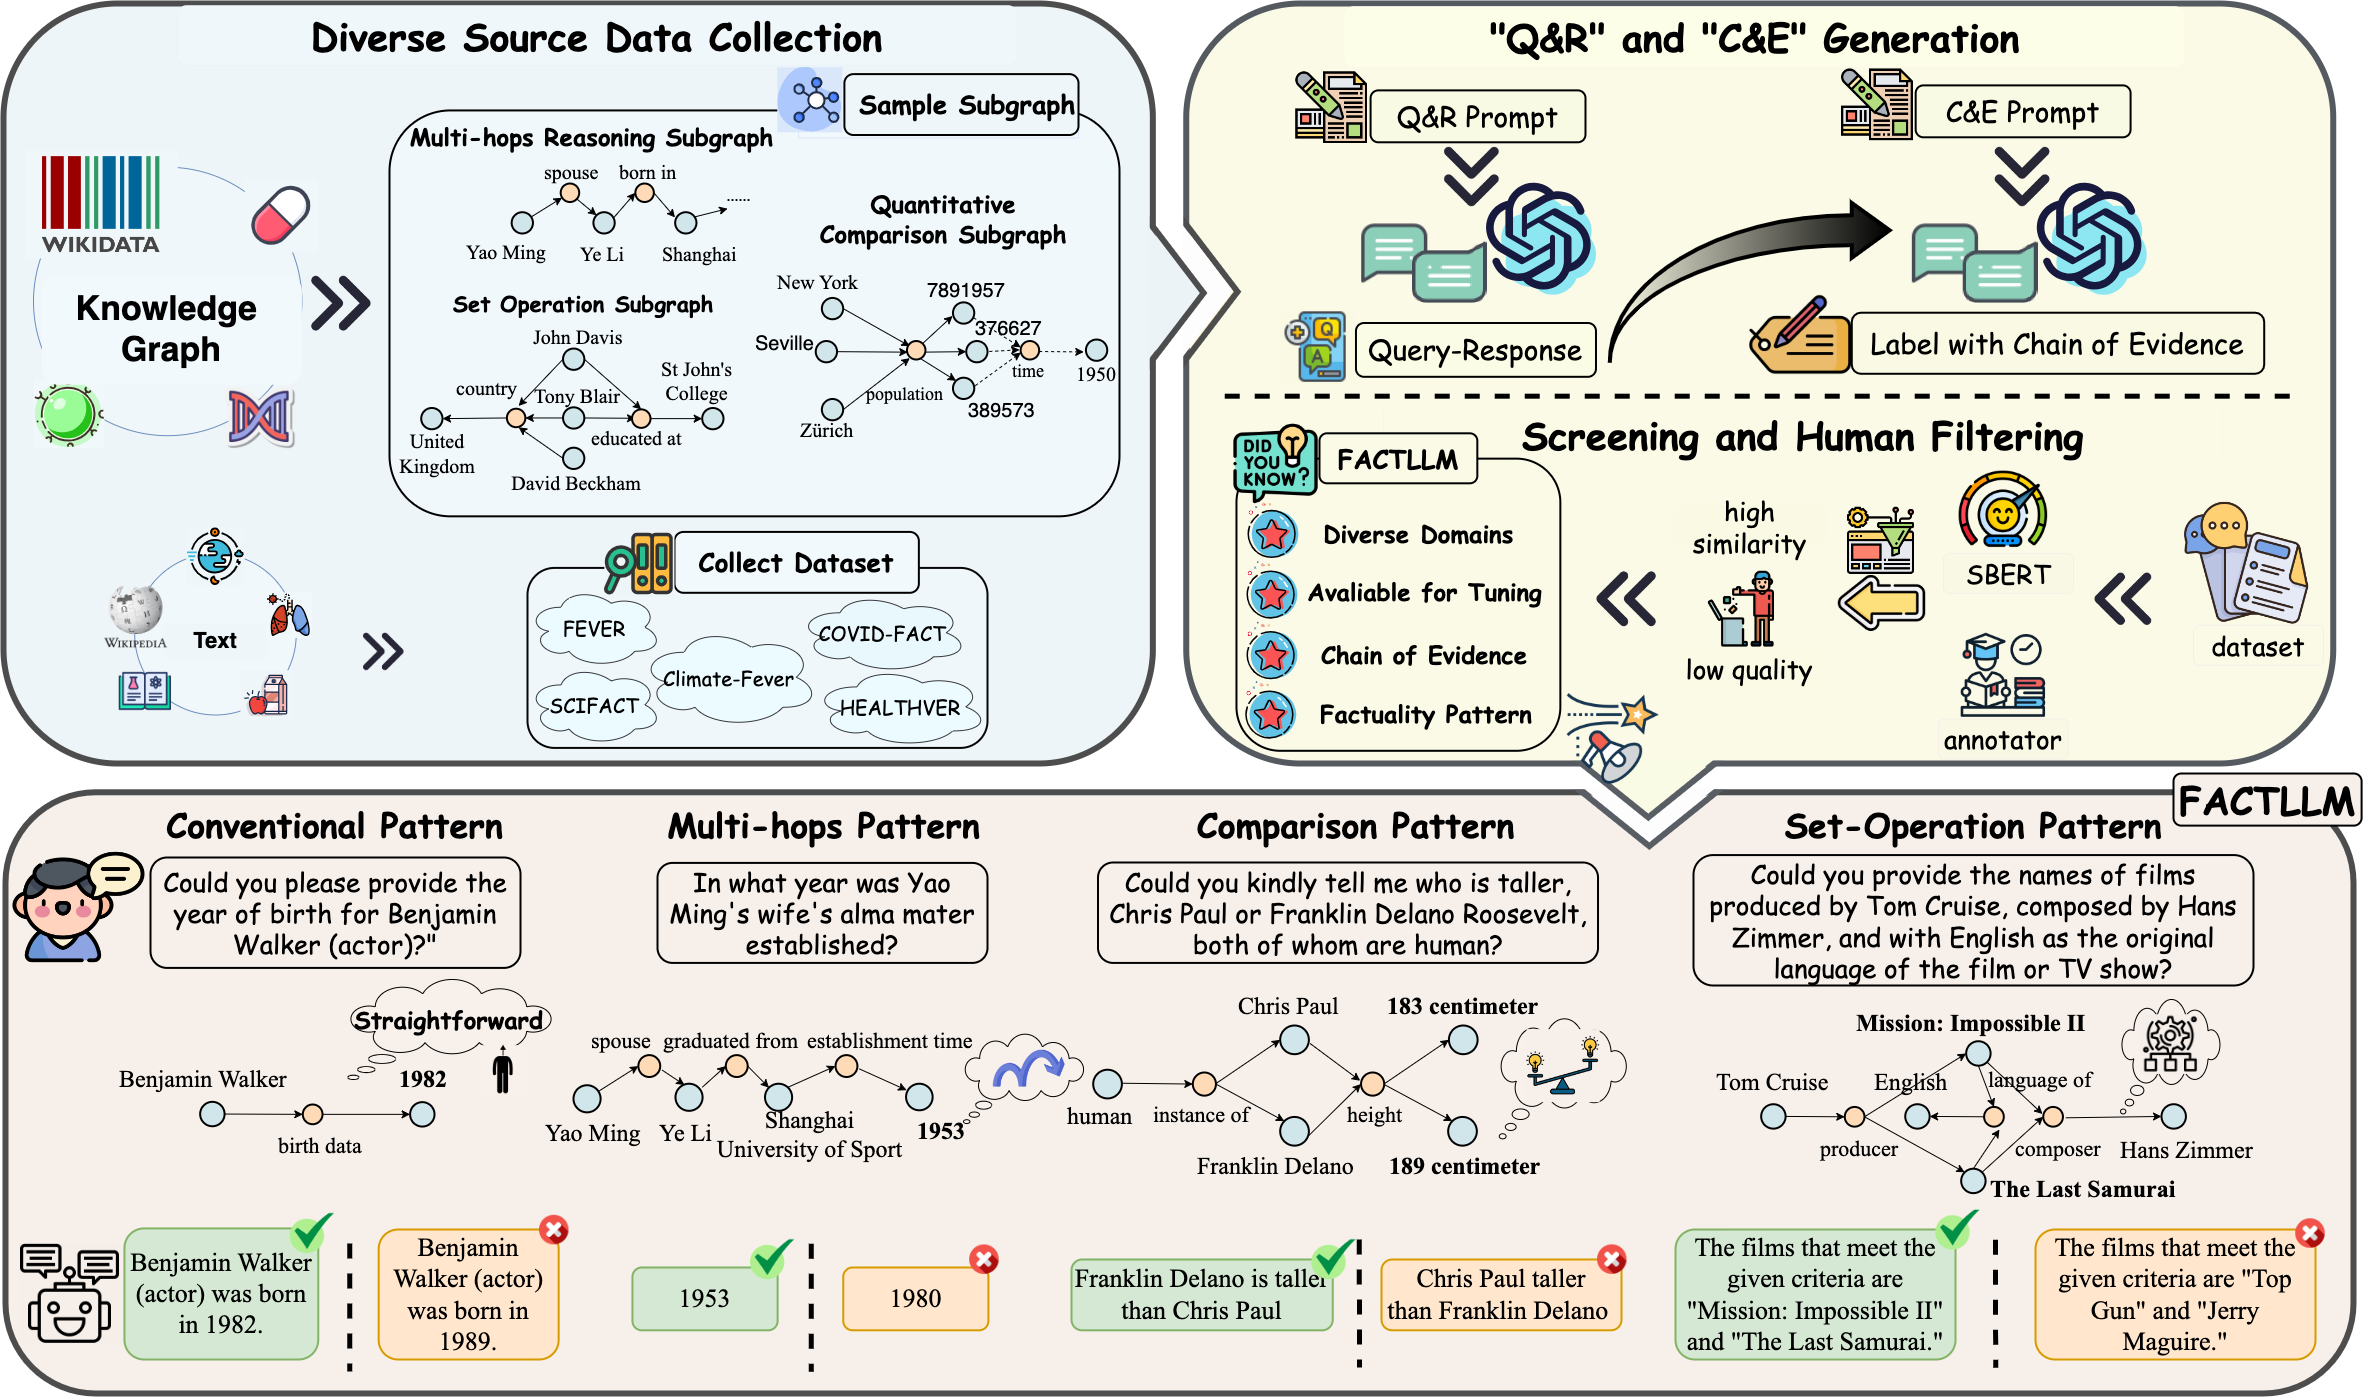 Diverse Source Data Collection
Sample Subgraph
Multi-hops Reasoning Subgraph
spouse
born in
......
Yao Ming
Ye Li
Shanghai
Quantitative
Comparison Subgraph
New York
7891957
Seville
376627
time
1950
population
389573
Zürich
Set Operation Subgraph
John Davis
St John's
College
country
Tony Blair
educated at
United
Kingdom
David Beckham
WIKIDATA
Knowledge
Graph
WIKIPEDIA
Text
Collect Dataset
FEVER
COVID-FACT
Climate-Fever
SCIFACT
HEALTHVER
"Q&R" and "C&E" Generation
Q&R Prompt
C&E Prompt
Query-Response
Q
A
Label with Chain of Evidence
Screening and Human Filtering
DID
YOU
KNOW?
FACTLLM
Diverse Domains
Avaliable for Tuning
Chain of Evidence
Factuality Pattern
high
similarity
low quality
SBERT
annotator
dataset
FACTLLM
Conventional Pattern
Could you please provide the
year of birth for Benjamin
Walker (actor)?"
Straightforward
Benjamin Walker
1982
birth data
Benjamin Walker
(actor) was born
in 1982.
Benjamin
Walker (actor)
was born in
1989.
Multi-hops Pattern
In what year was Yao
Ming's wife's alma mater
established?
spouse
graduated from
establishment time
Yao Ming
Ye Li
Shanghai
University of Sport
1953
1953
1980
Comparison Pattern
Could you kindly tell me who is taller,
Chris Paul or Franklin Delano Roosevelt,
both of whom are human?
Chris Paul
183 centimeter
human
instance of
height
Franklin Delano
189 centimeter
Franklin Delano is taller
than Chris Paul
Chris Paul taller
than Franklin Delano
Set-Operation Pattern
Could you provide the names of films
produced by Tom Cruise, composed by Hans
Zimmer, and with English as the original
language of the film or TV show?
Mission: Impossible II
Tom Cruise
English
language of
producer
composer
Hans Zimmer
The Last Samurai
The films that meet the
given criteria are
"Mission: Impossible II"
and "The Last Samurai."
The films that meet the
given criteria are "Top
Gun" and "Jerry
Maguire."